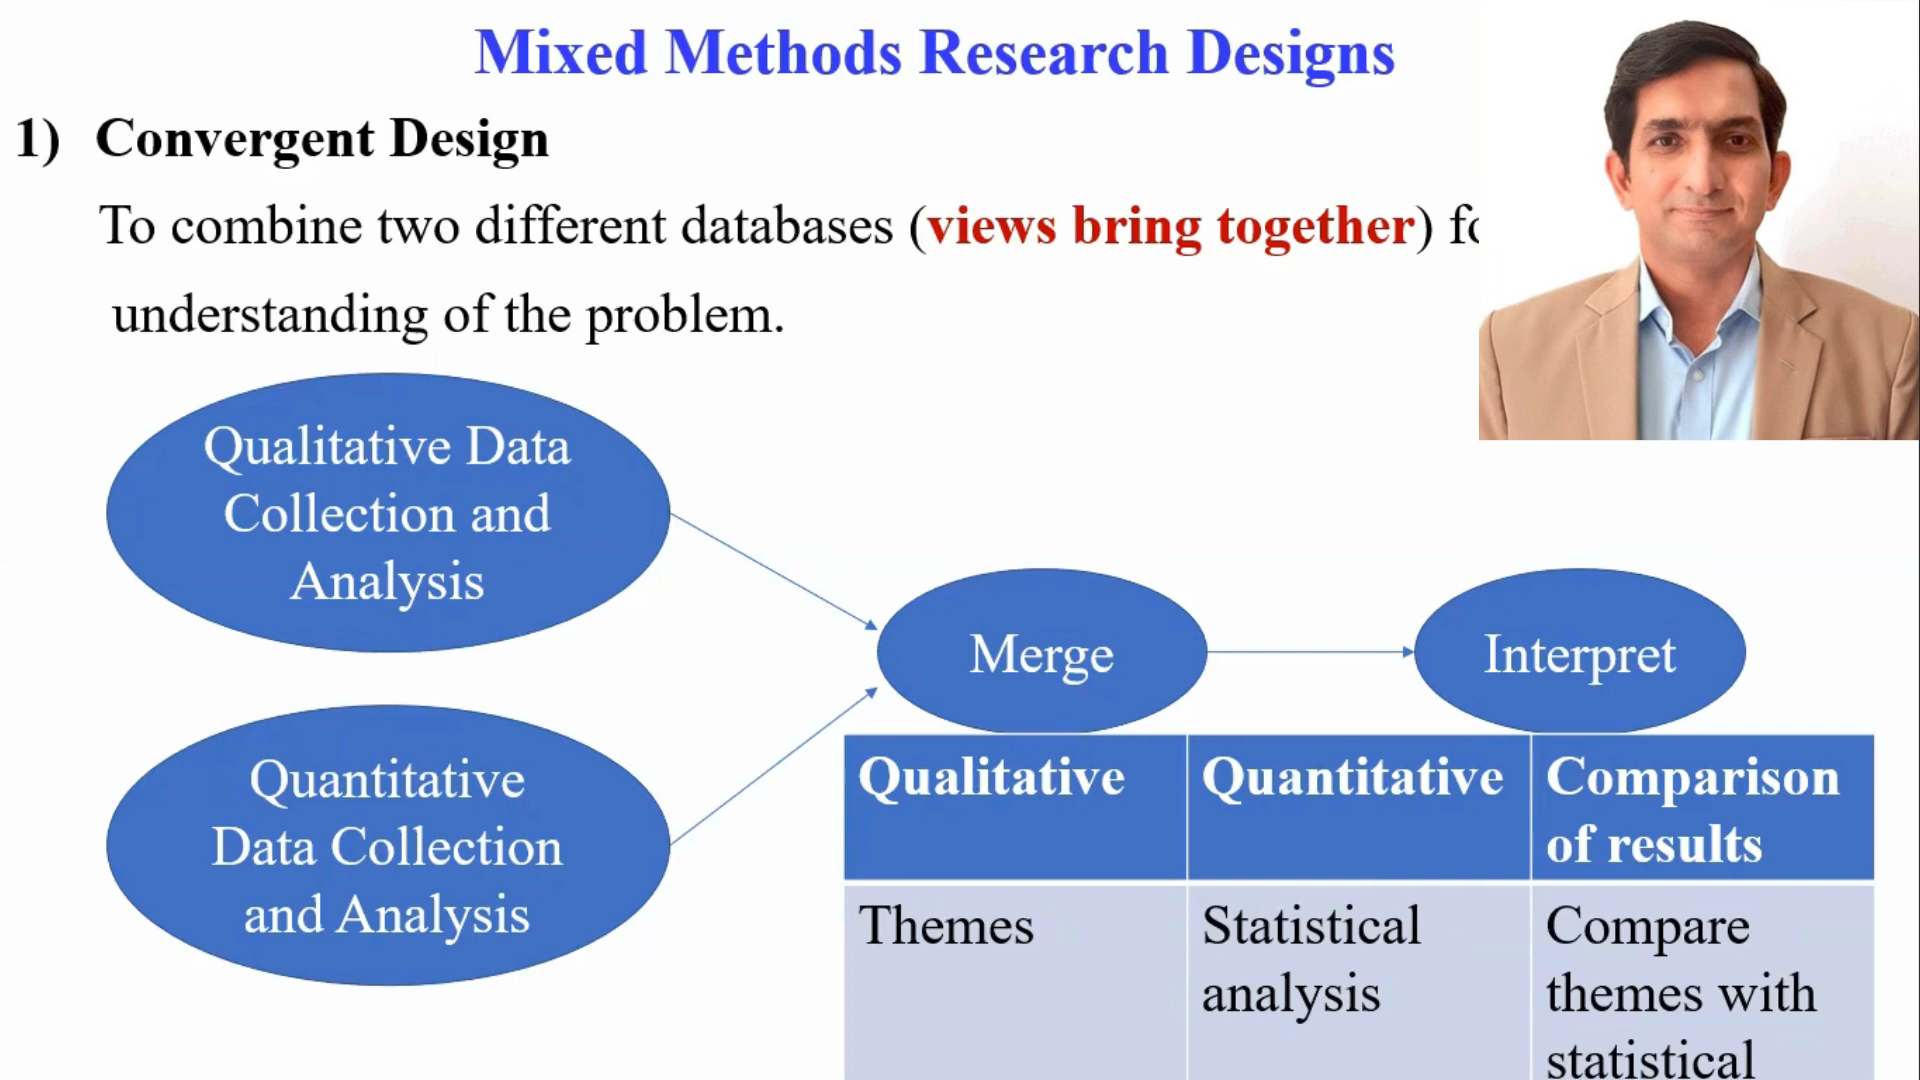 Mixed Methods Research Designs
1) Convergent Design
To combine two different databases (views bring together)
understanding of the problem.
Qualitative Data
Collection and
Analysis
Quantitative
Data Collection
and Analysis
Merge
Interpret
Qualitative
Quantitative
Comparison
of results
Themes
Statistical
analysis
Compare
themes with
statistical